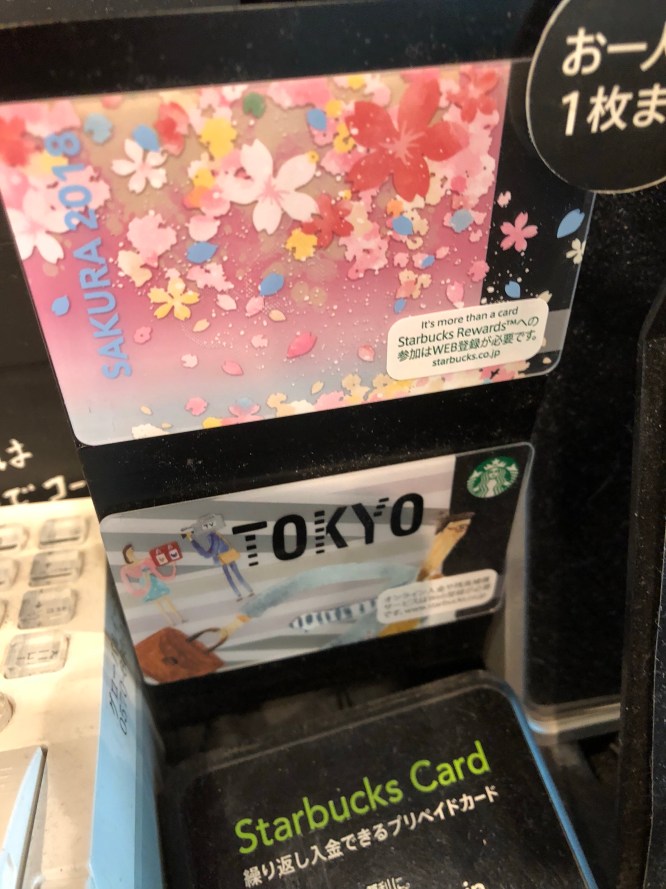 お一人
1枚ま
SAKURA 2018
It's more than a card
Starbucks Rewards™への
参加はWEB登録が必要です。
starbucks.co.jp
TOKYO
Starbucks Card
繰り返し入金できるプリペイドカード